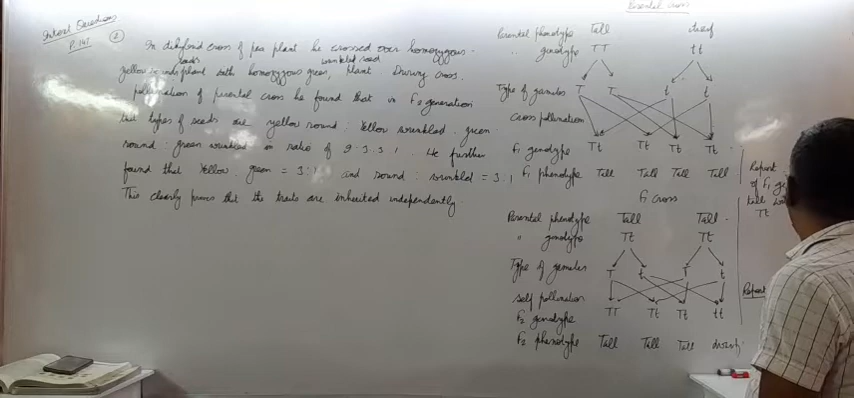 Intext Questions
P. 147
2
In dihybrid cross of pea plant he crossed over homozygous
yellow round seeds plant with homozygous green, wrinkled seed plant. During cross
pollination of parental cross he found that in F2 generation
that types of seeds are yellow round : Yellow wrinkled : green
round : green wrinkled in ratio of 9:3:3:1. He further
found that Yellow : green = 3:1 and round : wrinkled = 3:1
This clearly proves that the traits are inherited independently.
Parental cross
Parental phenotype Tall dwarf
" genotype TT tt
Type of gametes T T t t
Cross pollination
F1 genotype Tt Tt Tt Tt
F1 phenotype Tall Tall Tall Tall
F1 cross
Parental phenotype Tall Tall
" genotype Tt Tt
Type of gametes T t T t
Self pollination
F2 genotype TT Tt Tt tt
F2 phenotype Tall Tall Tall dwarf
of F1
Tt